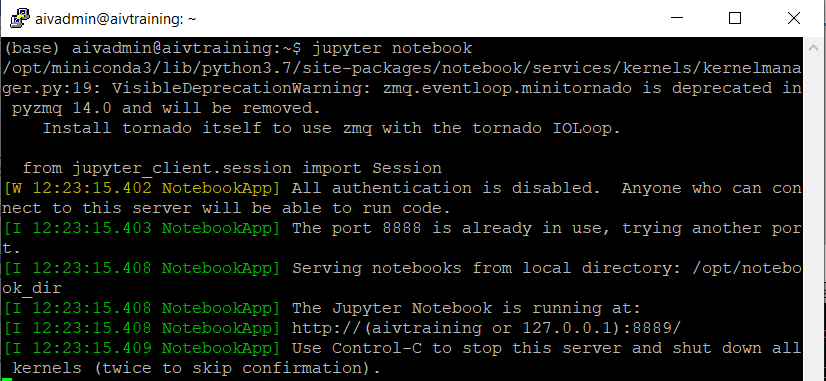 aivadmin@aivtraining: ~
(base) aivadmin@aivtraining:~$ jupyter notebook
/opt/miniconda3/lib/python3.7/site-packages/notebook/services/kernels/kernelmana
ger.py:19: VisibleDeprecationWarning: zmq.eventloop.minitornado is deprecated in
 pyzmq 14.0 and will be removed.
    Install tornado itself to use zmq with the tornado IOLoop.
  from jupyter_client.session import Session
[W 12:23:15.402 NotebookApp] All authentication is disabled.  Anyone who can con
nect to this server will be able to run code.
[I 12:23:15.403 NotebookApp] The port 8888 is already in use, trying another por
t.
[I 12:23:15.408 NotebookApp] Serving notebooks from local directory: /opt/notebo
ok_dir
[I 12:23:15.408 NotebookApp] The Jupyter Notebook is running at:
[I 12:23:15.408 NotebookApp] http://(aivtraining or 127.0.0.1):8889/
[I 12:23:15.409 NotebookApp] Use Control-C to stop this server and shut down all
 kernels (twice to skip confirmation).